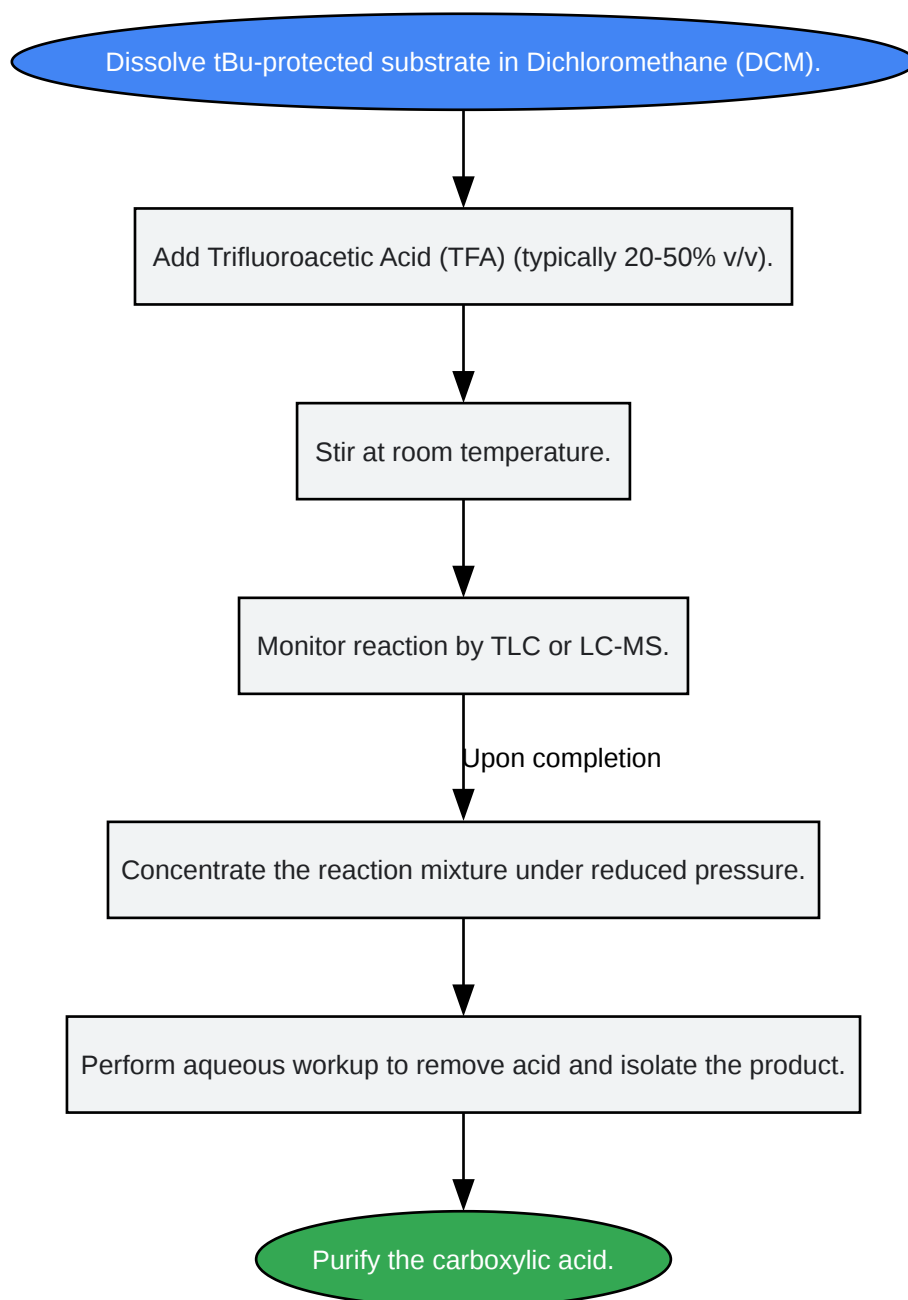 Dissolve tBu-protected substrate in Dichloromethane (DCM).
Add Trifluoroacetic Acid (TFA) (typically 20-50% v/v).
Stir at room temperature.
Monitor reaction by TLC or LC-MS.
Upon completion
Concentrate the reaction mixture under reduced pressure.
Perform aqueous workup to remove acid and isolate the product.
Purify the carboxylic acid.